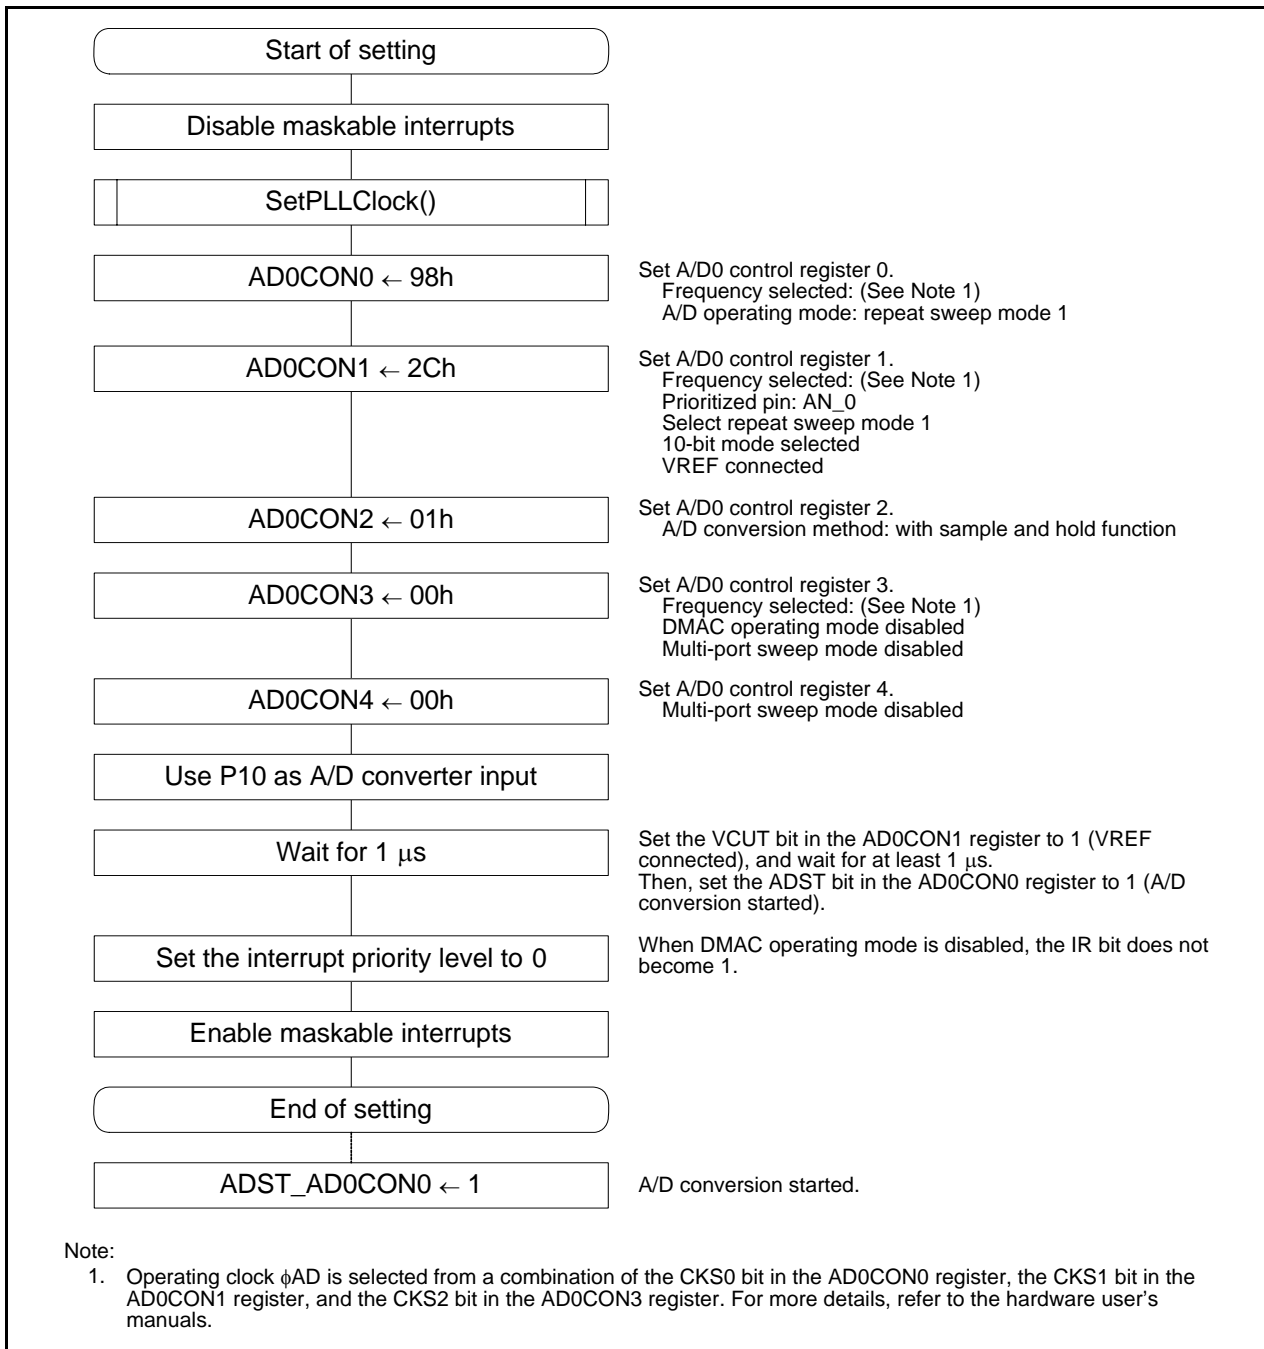 Start of setting
Disable maskable interrupts
SetPLLClock()
AD0CON0 ← 98h
Set A/D0 control register 0.
Frequency selected: (See Note 1)
A/D operating mode: repeat sweep mode 1
AD0CON1 ← 2Ch
Set A/D0 control register 1.
Frequency selected: (See Note 1)
Prioritized pin: AN_0
Select repeat sweep mode 1
10-bit mode selected
VREF connected
AD0CON2 ← 01h
Set A/D0 control register 2.
A/D conversion method: with sample and hold function
AD0CON3 ← 00h
Set A/D0 control register 3.
Frequency selected: (See Note 1)
DMAC operating mode disabled
Multi-port sweep mode disabled
AD0CON4 ← 00h
Set A/D0 control register 4.
Multi-port sweep mode disabled
Use P10 as A/D converter input
Wait for 1 μs
Set the VCUT bit in the AD0CON1 register to 1 (VREF
connected), and wait for at least 1 μs.
Then, set the ADST bit in the AD0CON0 register to 1 (A/D
conversion started).
Set the interrupt priority level to 0
When DMAC operating mode is disabled, the IR bit does not
become 1.
Enable maskable interrupts
End of setting
ADST_AD0CON0 ← 1
A/D conversion started.
Note:
1. Operating clock ϕAD is selected from a combination of the CKS0 bit in the AD0CON0 register, the CKS1 bit in the
AD0CON1 register, and the CKS2 bit in the AD0CON3 register. For more details, refer to the hardware user's
manuals.